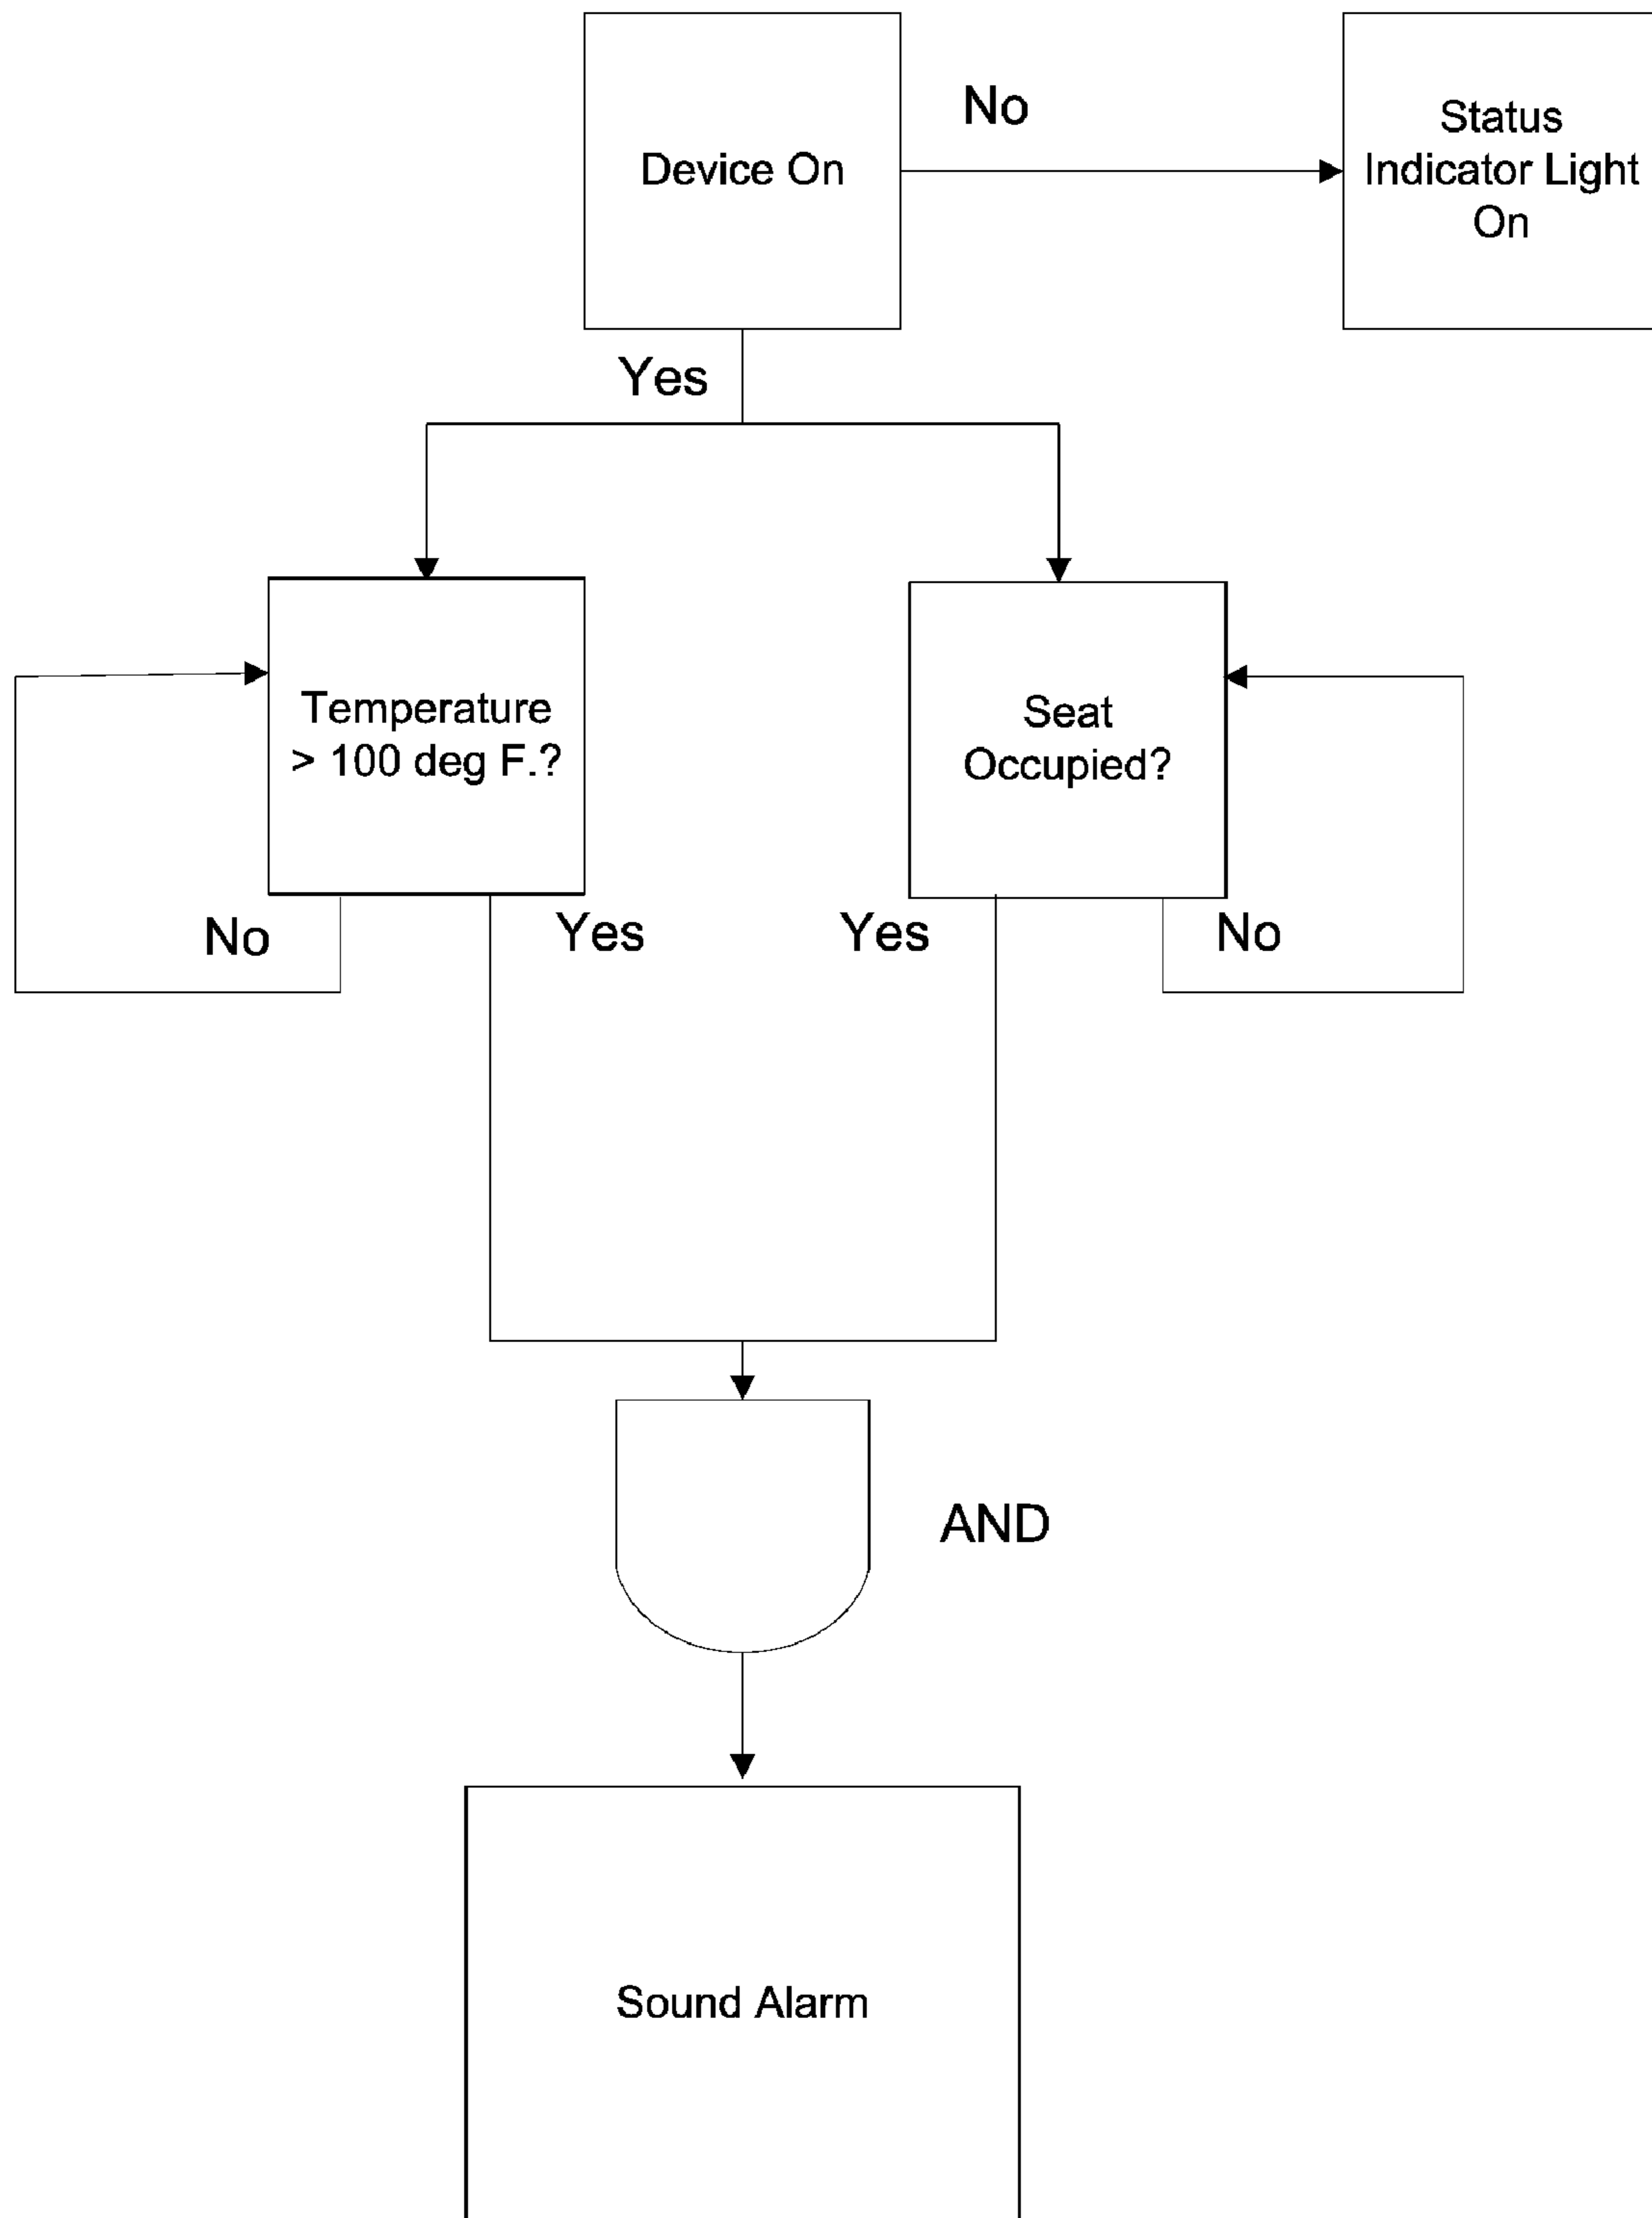 Device On
No
Status
Indicator Light
On
Yes
Temperature
> 100 deg F.?
Seat
Occupied?
No
Yes
Yes
No
AND
Sound Alarm